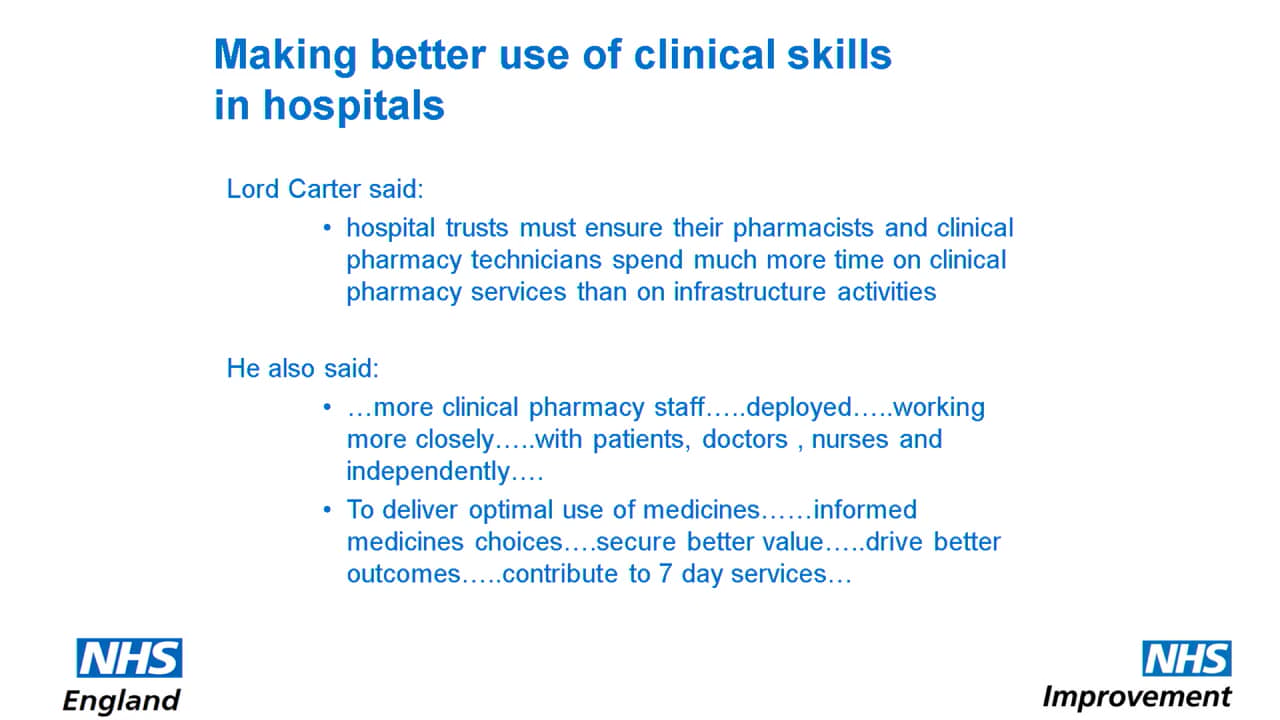 Making better use of clinical skills
in hospitals
Lord Carter said:
• hospital trusts must ensure their pharmacists and clinical
pharmacy technicians spend much more time on clinical
pharmacy services than on infrastructure activities
He also said:
• …more clinical pharmacy staff…..deployed…..working
more closely…..with patients, doctors , nurses and
independently….
• To deliver optimal use of medicines……informed
medicines choices….secure better value…..drive better
outcomes…..contribute to 7 day services…
NHS
England
NHS
Improvement